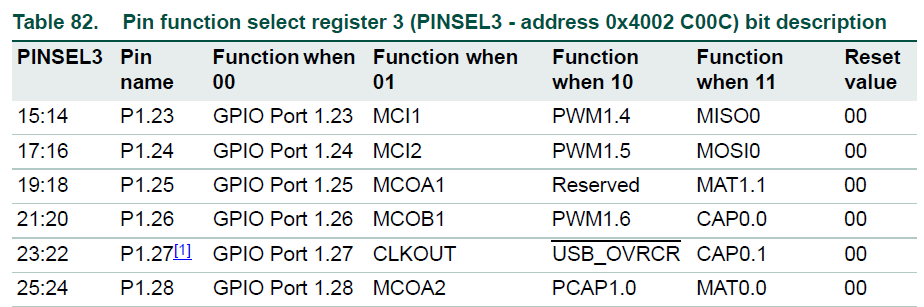 Table 82. Pin function select register 3 (PINSEL3 - address 0x4002 C00C) bit description
PINSEL3 Pin name Function when 00 Function when 01 Function when 10 Function when 11 Reset value
15:14 P1.23 GPIO Port 1.23 MCI1 PWM1.4 MISO0 00
17:16 P1.24 GPIO Port 1.24 MCI2 PWM1.5 MOSI0 00
19:18 P1.25 GPIO Port 1.25 MCOA1 Reserved MAT1.1 00
21:20 P1.26 GPIO Port 1.26 MCOB1 PWM1.6 CAP0.0 00
23:22 P1.27[1] GPIO Port 1.27 CLKOUT USB_OVRCR CAP0.1 00
25:24 P1.28 GPIO Port 1.28 MCOA2 PCAP1.0 MAT0.0 00